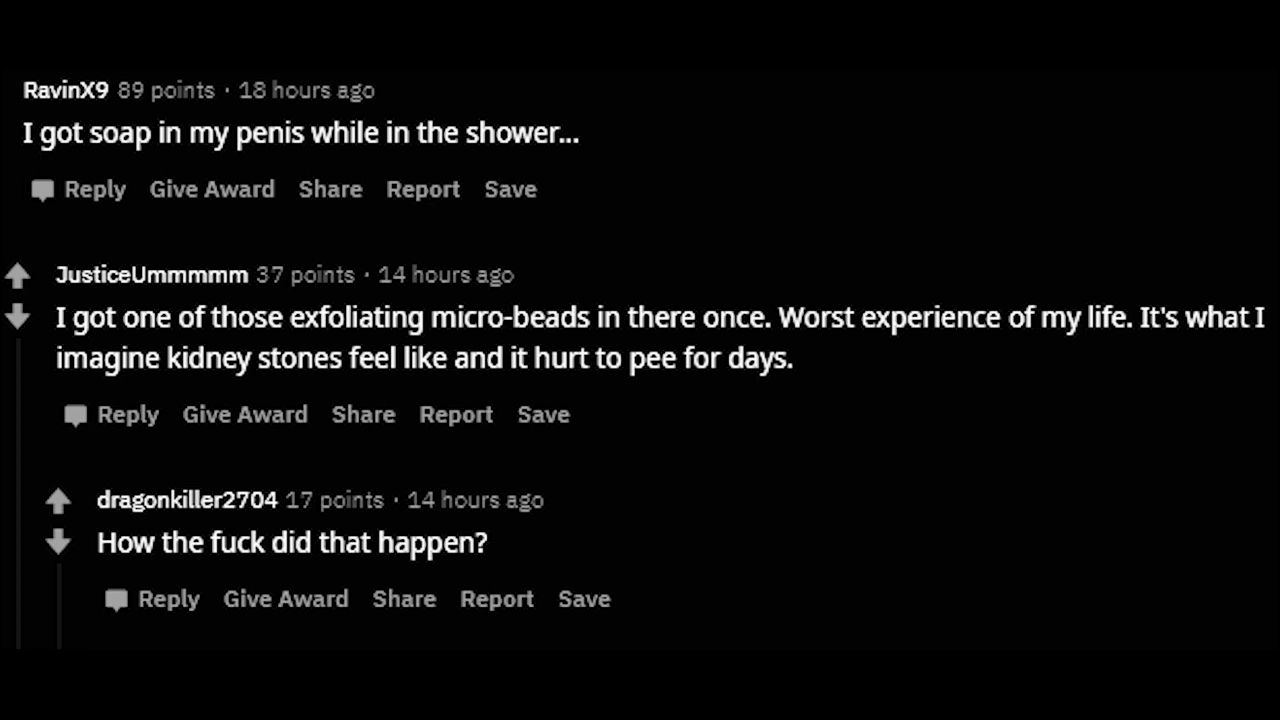 RavinX9 89 points · 18 hours ago
I got soap in my penis while in the shower...
Reply Give Award Share Report Save
JusticeUmmmmm 37 points · 14 hours ago
I got one of those exfoliating micro-beads in there once. Worst experience of my life. It's what I
imagine kidney stones feel like and it hurt to pee for days.
Reply Give Award Share Report Save
dragonkiller2704 17 points · 14 hours ago
How the fuck did that happen?
Reply Give Award Share Report Save